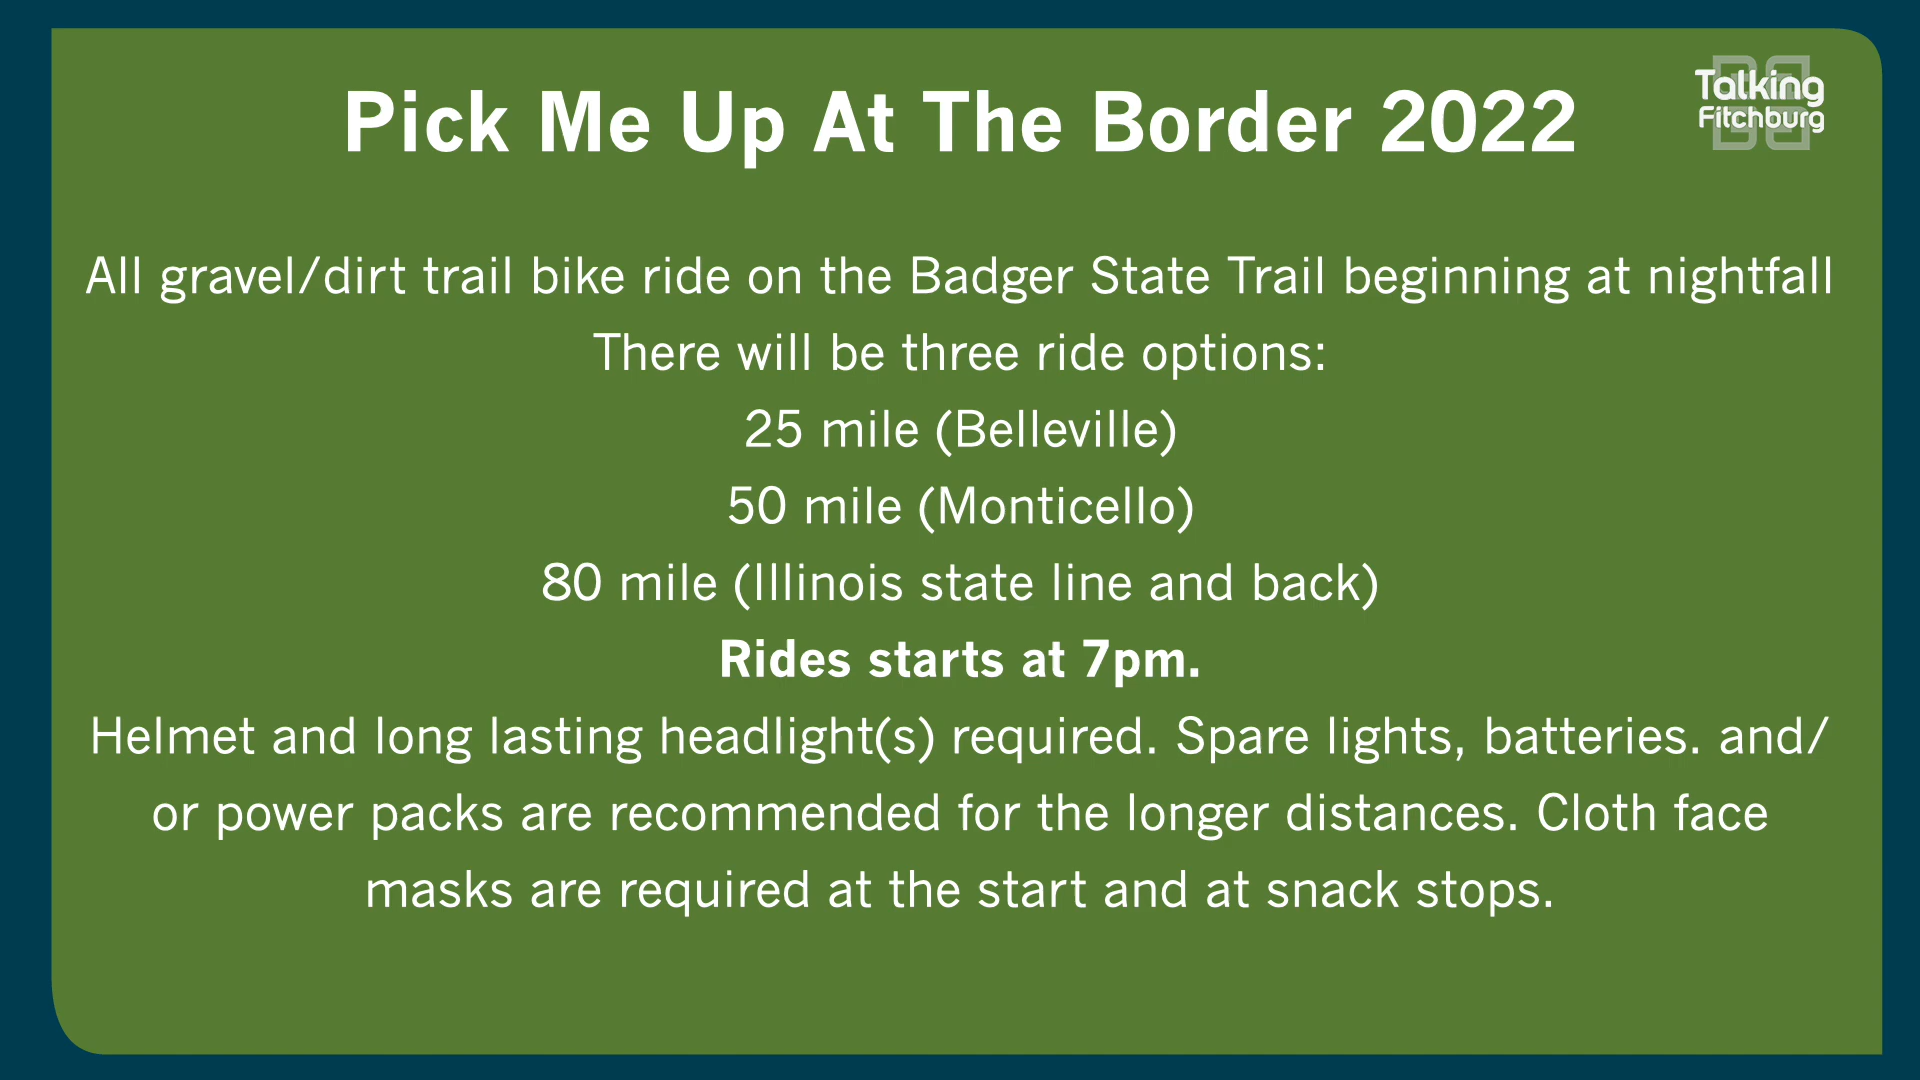 Pick Me Up At The Border 2022
Talking
Fitchburg
All gravel/dirt trail bike ride on the Badger State Trail beginning at nightfall
There will be three ride options:
25 mile (Belleville)
50 mile (Monticello)
80 mile (Illinois state line and back)
Rides starts at 7pm.
Helmet and long lasting headlight(s) required. Spare lights, batteries. and/
or power packs are recommended for the longer distances. Cloth face
masks are required at the start and at snack stops.